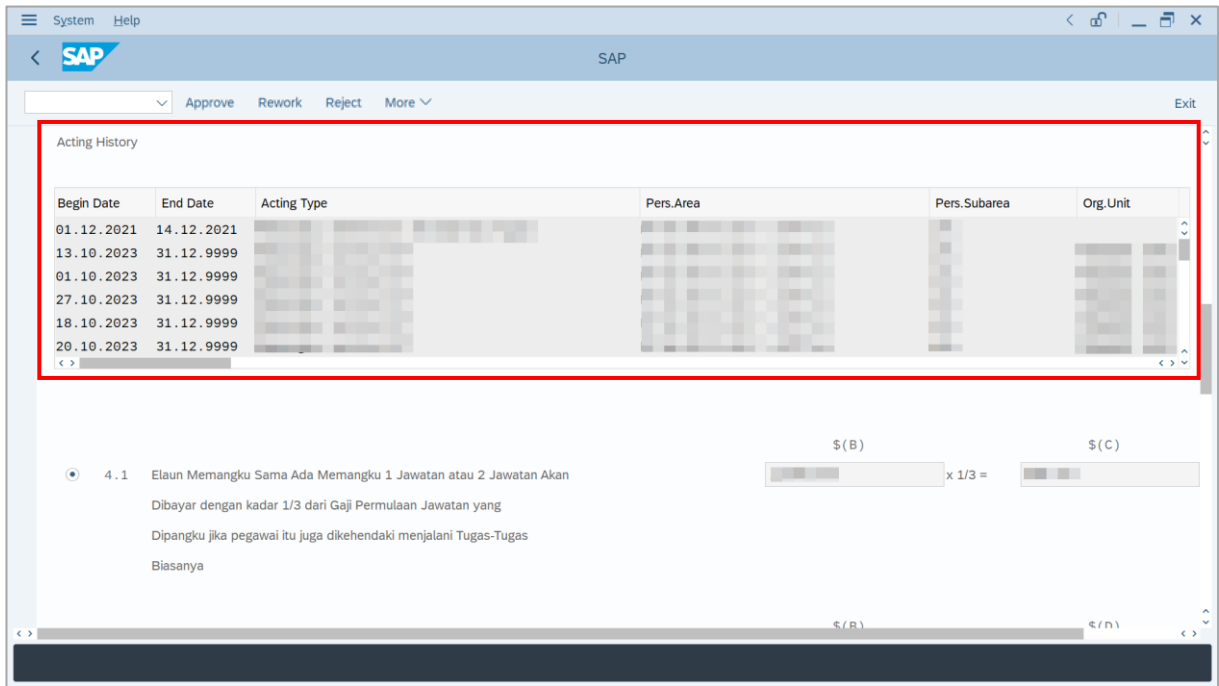 System Help
SAP
SAP
Approve Rework Reject More Exit
Acting History
Begin Date End Date Acting Type Pers.Area Pers.Subarea Org.Unit
01.12.2021 14.12.2021
13.10.2023 31.12.9999
01.10.2023 31.12.9999
27.10.2023 31.12.9999
18.10.2023 31.12.9999
20.10.2023 31.12.9999
$(B) $(C)
4.1 Elaun Memangku Sama Ada Memangku 1 Jawatan atau 2 Jawatan Akan x 1/3 =
Dibayar dengan kadar 1/3 dari Gaji Permulaan Jawatan yang
Dipangku jika pegawai itu juga dikehendaki menjalani Tugas-Tugas
Biasanya
$(B) $(D)